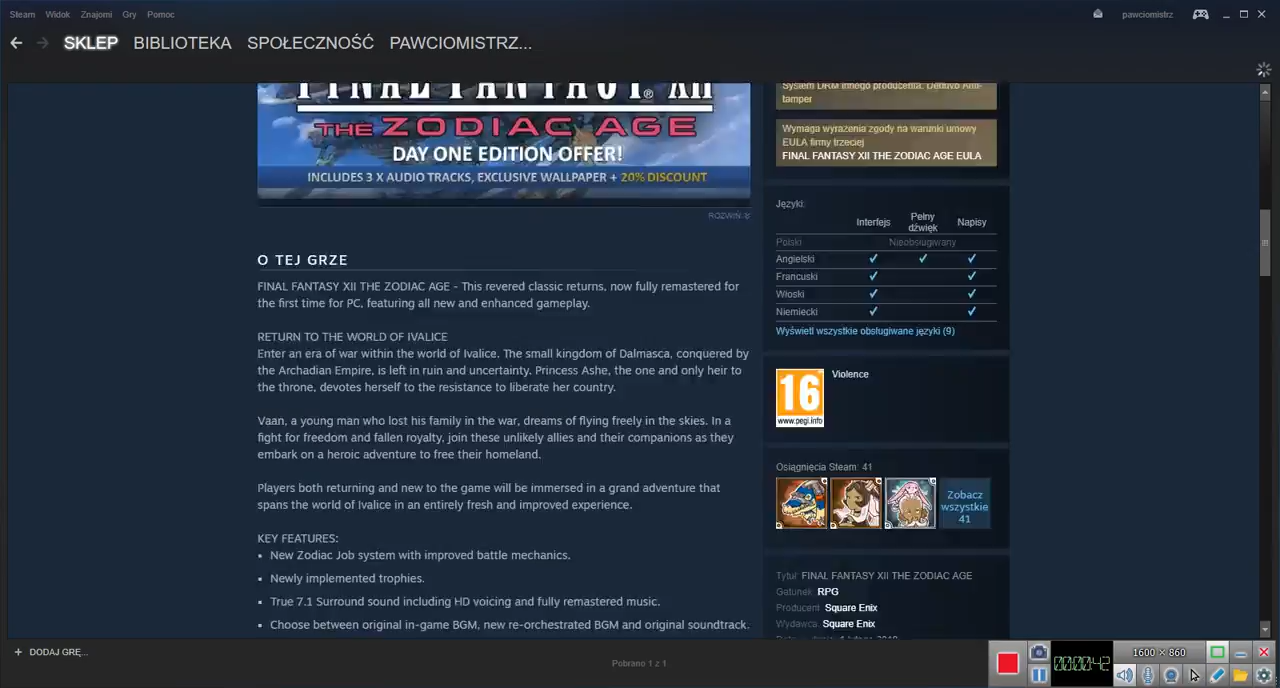 Steam Widok Znajomi Gry Pomoc
pawciomistrz
SKLEP BIBLIOTEKA SPOŁECZNOŚĆ PAWCIOMISTRZ...
FINAL FANTASY® XII
THE ZODIAC AGE
DAY ONE EDITION OFFER!
INCLUDES 3 X AUDIO TRACKS, EXCLUSIVE WALLPAPER + 20% DISCOUNT
ROZWIŃ
O TEJ GRZE
FINAL FANTASY XII THE ZODIAC AGE - This revered classic returns, now fully remastered for
the first time for PC, featuring all new and enhanced gameplay.
RETURN TO THE WORLD OF IVALICE
Enter an era of war within the world of Ivalice. The small kingdom of Dalmasca, conquered by
the Archadian Empire, is left in ruin and uncertainty. Princess Ashe, the one and only heir to
the throne, devotes herself to the resistance to liberate her country.
Vaan, a young man who lost his family in the war, dreams of flying freely in the skies. In a
fight for freedom and fallen royalty, join these unlikely allies and their companions as they
embark on a heroic adventure to free their homeland.
Players both returning and new to the game will be immersed in a grand adventure that
spans the world of Ivalice in an entirely fresh and improved experience.
KEY FEATURES:
▪ New Zodiac Job system with improved battle mechanics.
▪ Newly implemented trophies.
▪ True 7.1 Surround sound including HD voicing and fully remastered music.
▪ Choose between original in-game BGM, new re-orchestrated BGM and original soundtrack.
System DRM innego producenta: Denuvo Anti-
tamper
Wymaga wyrażenia zgody na warunki umowy
EULA firmy trzeciej
FINAL FANTASY XII THE ZODIAC AGE EULA
Języki:
Interfejs Pełny dźwięk Napisy
Polski Nieobsługiwany
Angielski ✓ ✓ ✓
Francuski ✓ ✓
Włoski ✓ ✓
Niemiecki ✓ ✓
Wyświetl wszystkie obsługiwane języki (9)
16
www.pegi.info
Violence
Osiągnięcia Steam: 41
Zobacz
wszystkie
41
Tytuł: FINAL FANTASY XII THE ZODIAC AGE
Gatunek: RPG
Producent: Square Enix
Wydawca: Square Enix
+ DODAJ GRĘ...
Pobrano 1 z 1
000042
1600 × 860